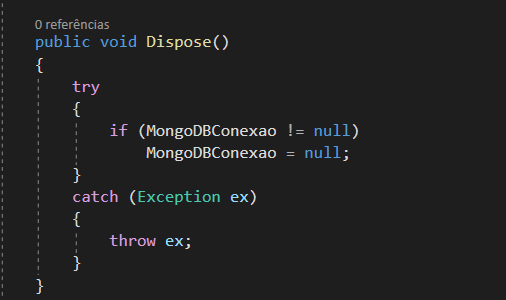 0 referências
public void Dispose()
{
    try
    {
        if (MongoDBConexao != null)
            MongoDBConexao = null;
    }
    catch (Exception ex)
    {
        throw ex;
    }
}